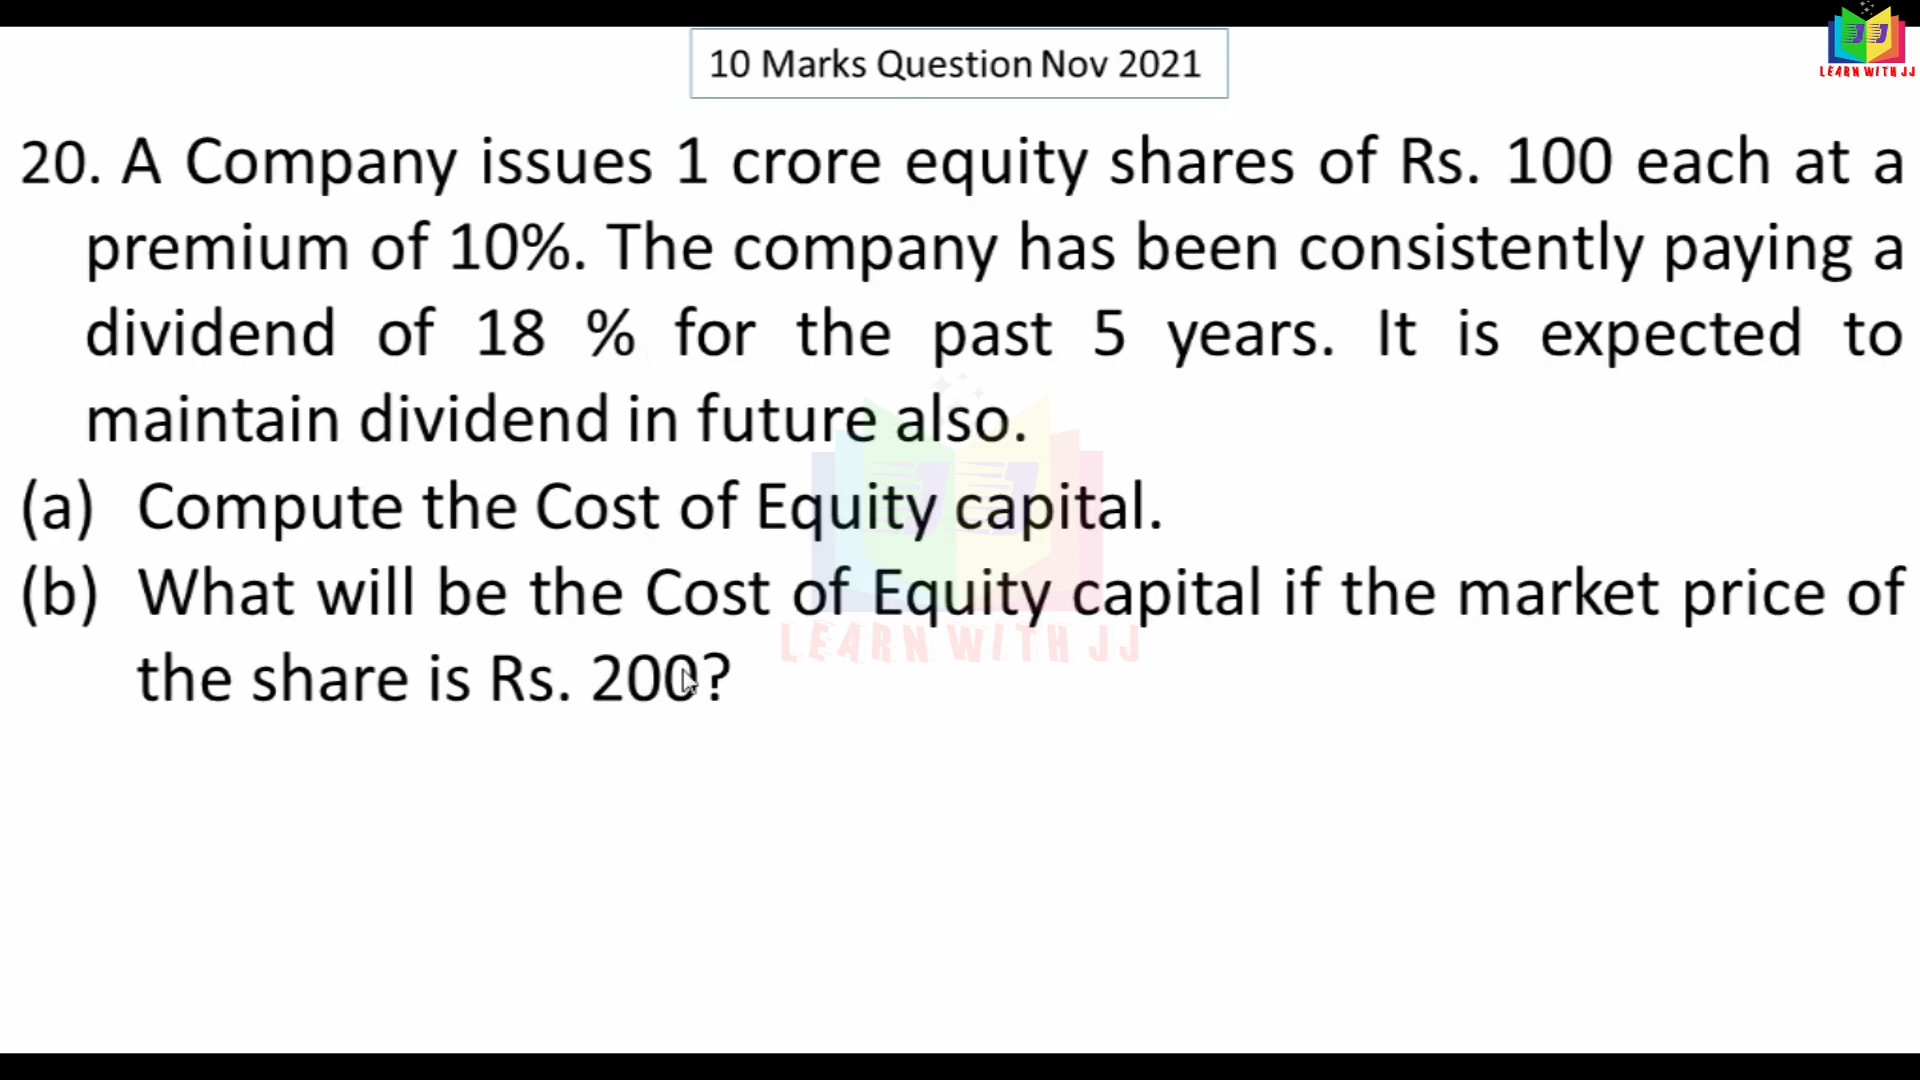 10 Marks Question Nov 2021
LEARN WITH JJ
20. A Company issues 1 crore equity shares of Rs. 100 each at a
premium of 10%. The company has been consistently paying a
dividend of 18 % for the past 5 years. It is expected to
maintain dividend in future also.
(a) Compute the Cost of Equity capital.
(b) What will be the Cost of Equity capital if the market price of
the share is Rs. 200?
LEARN WITH JJ